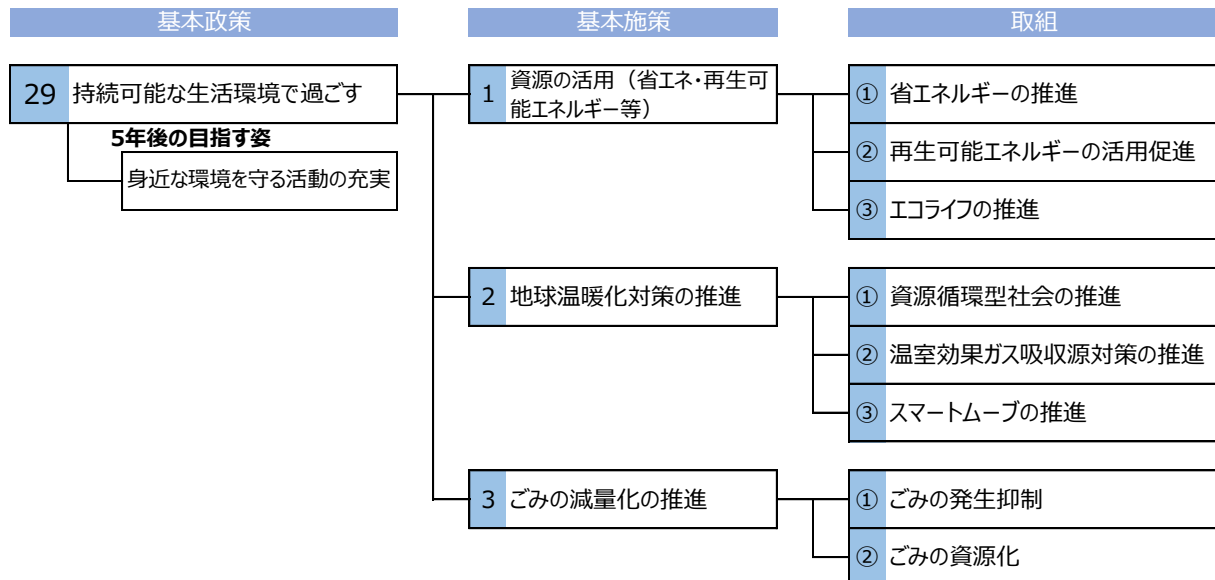 基本政策
基本施策
取組
29 持続可能な生活環境で過ごす
5年後の目指す姿
身近な環境を守る活動の充実
1 資源の活用（省エネ・再生可
能エネルギー等）
① 省エネルギーの推進
② 再生可能エネルギーの活用促進
③ エコライフの推進
2 地球温暖化対策の推進
① 資源循環型社会の推進
② 温室効果ガス吸収源対策の推進
③ スマートムーブの推進
3 ごみの減量化の推進
① ごみの発生抑制
② ごみの資源化